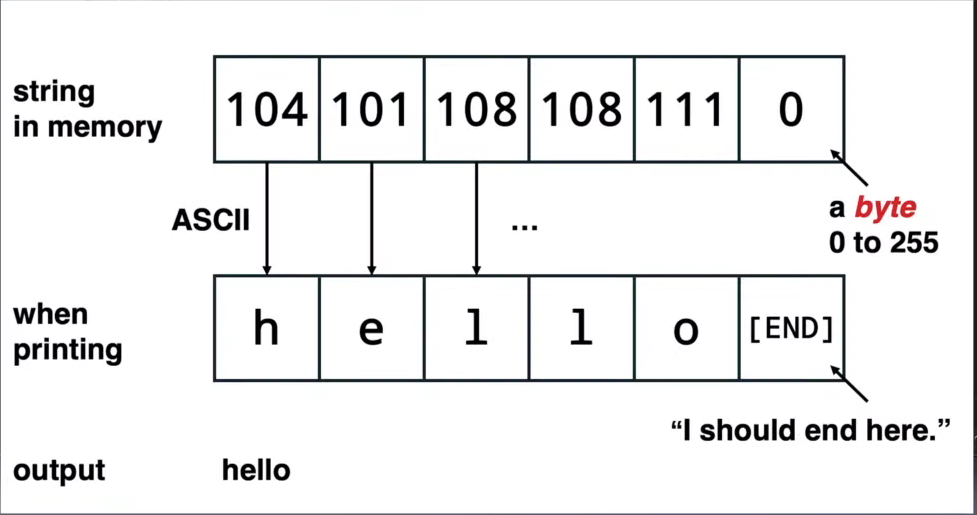 string
in memory
104 101 108 108 111 0
ASCII
...
a byte
0 to 255
when
printing
h e l l o [END]
“I should end here.”
output hello